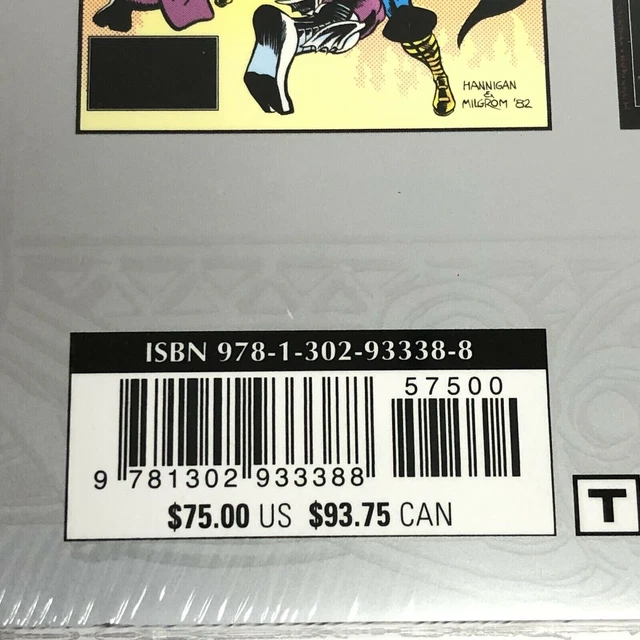 HANNIGAN
&
MILGROM '82
ISBN 978-1-302-93338-8
57500
9 781302 933388
$75.00 US $93.75 CAN
T